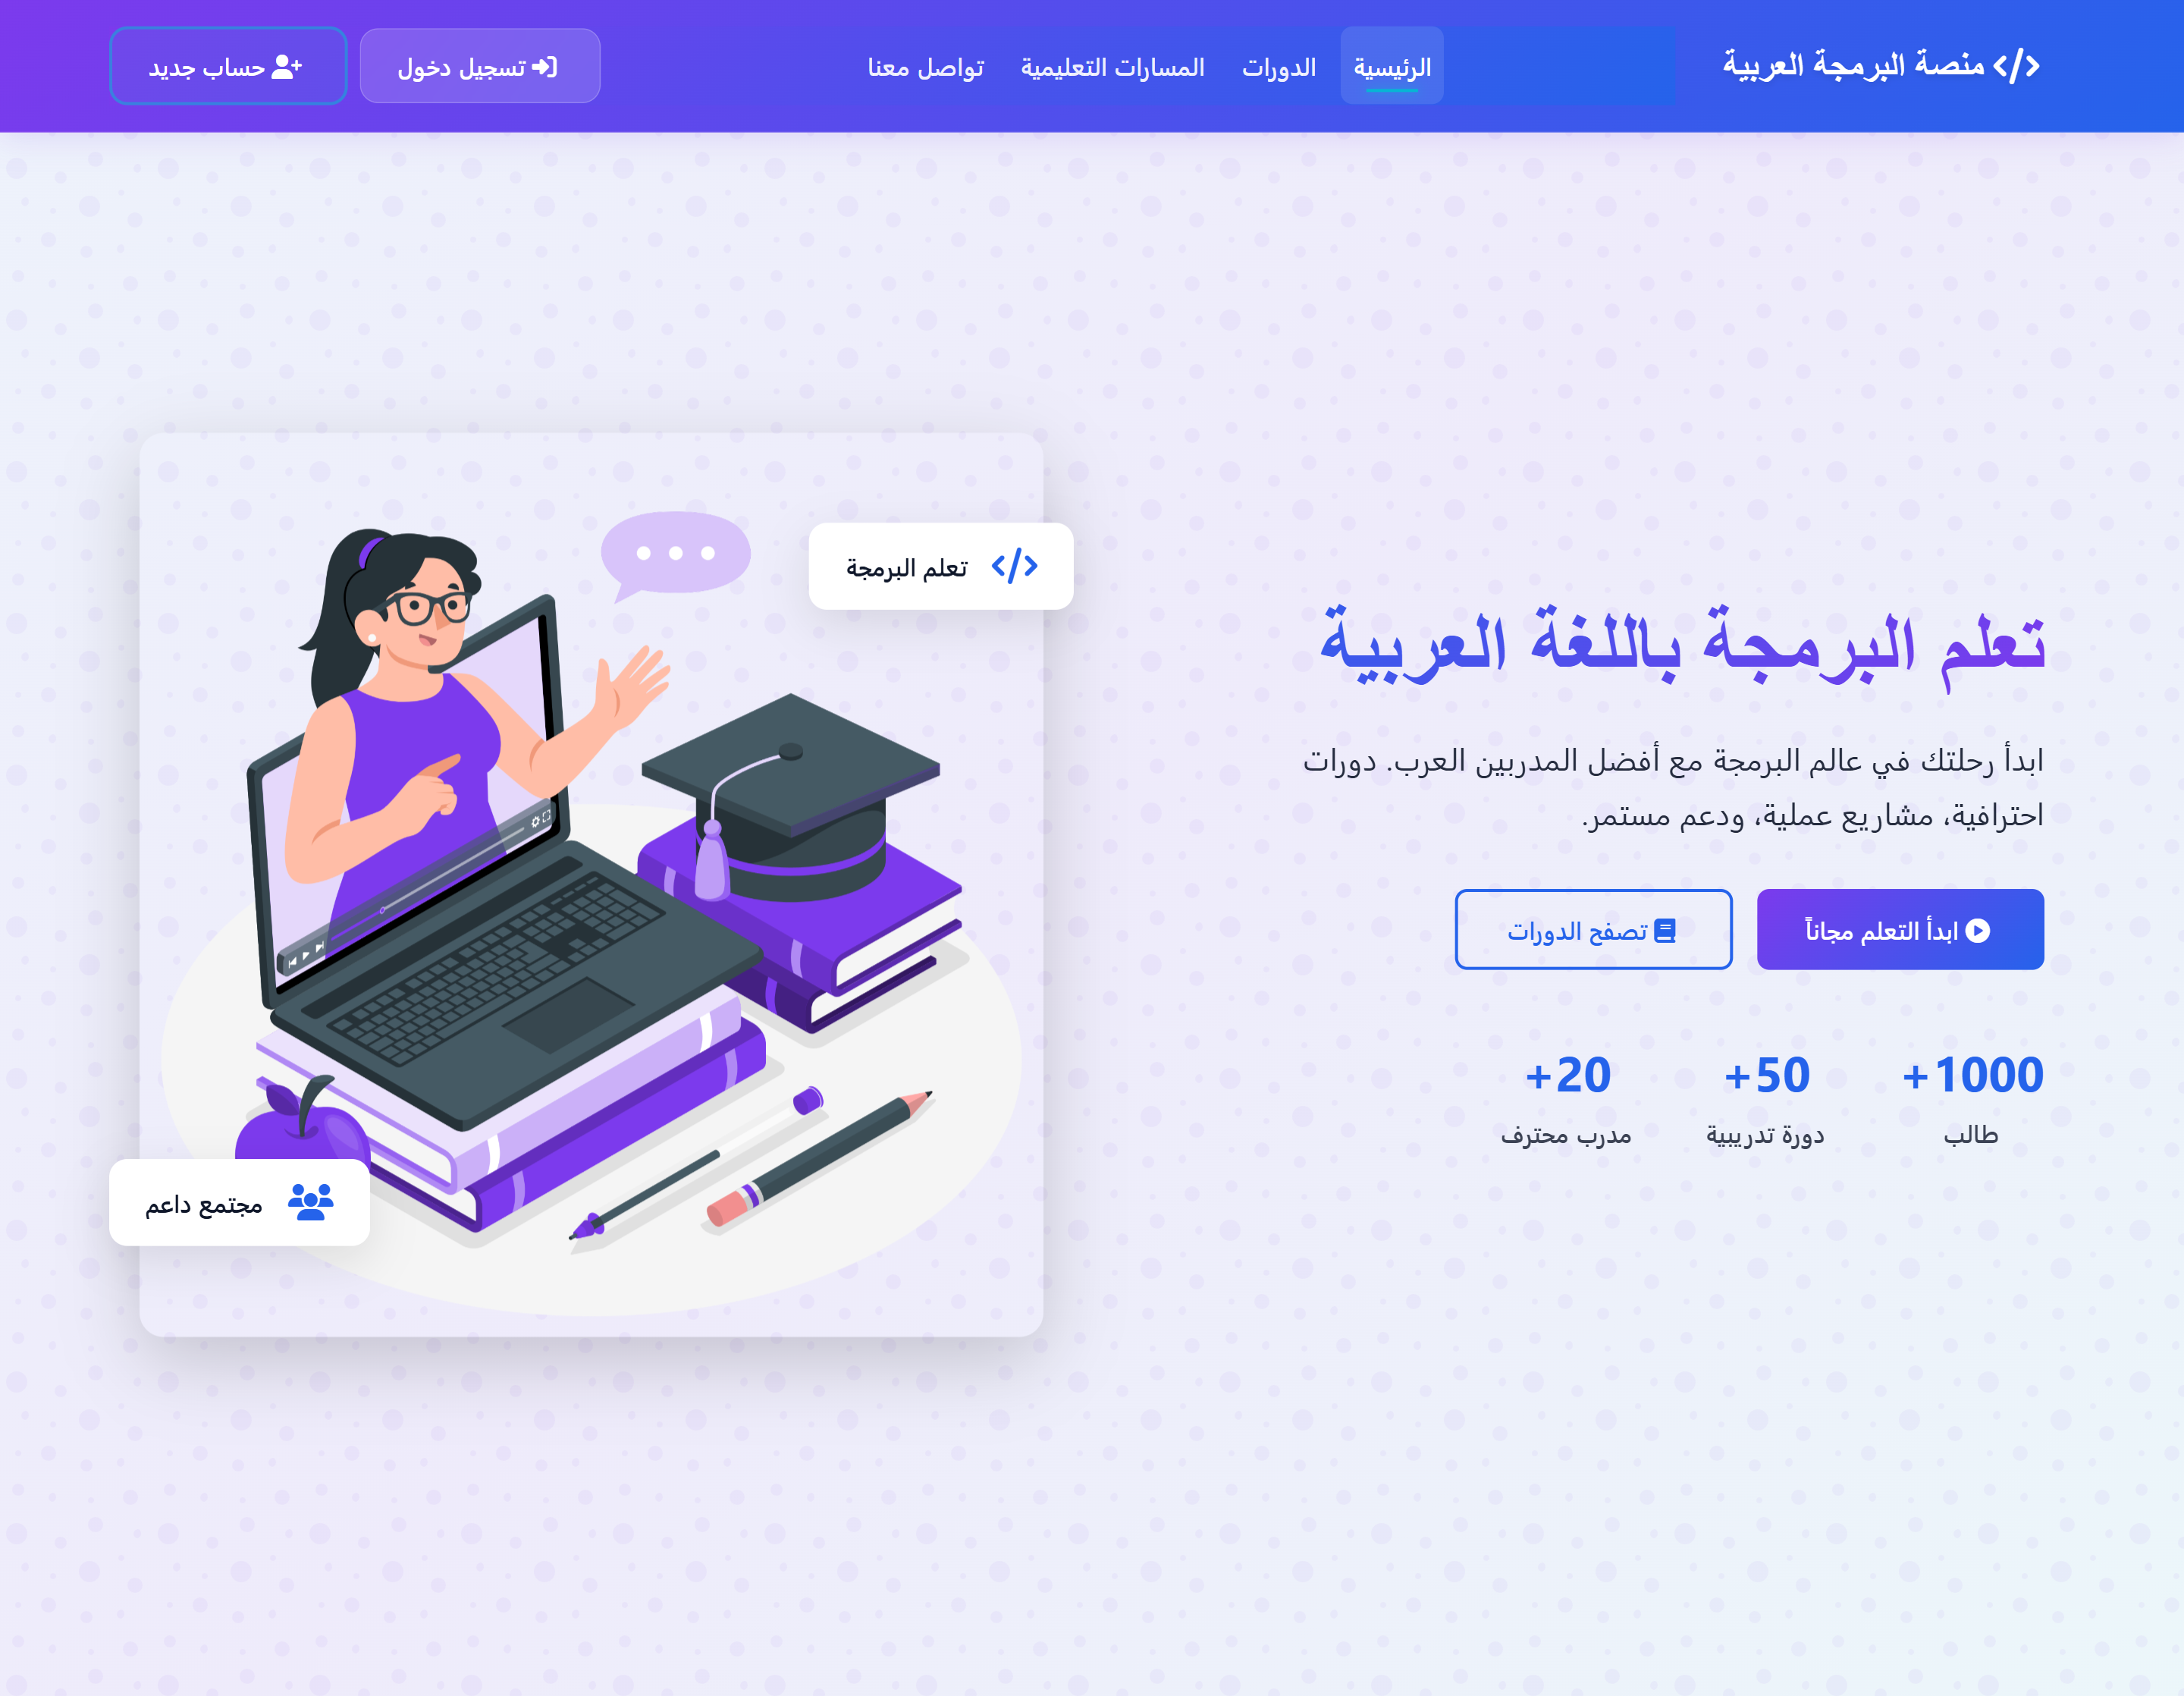 منصة البرمجة العربية
الرئيسية
الدورات
المسارات التعليمية
تواصل معنا
تسجيل دخول
حساب جديد
تعلم البرمجة باللغة العربية
ابدأ رحلتك في عالم البرمجة مع أفضل المدربين العرب. دورات
احترافية، مشاريع عملية، ودعم مستمر.
ابدأ التعلم مجاناً
تصفح الدورات
1000+
طالب
50+
دورة تدريبية
20+
مدرب محترف
تعلم البرمجة
مجتمع داعم